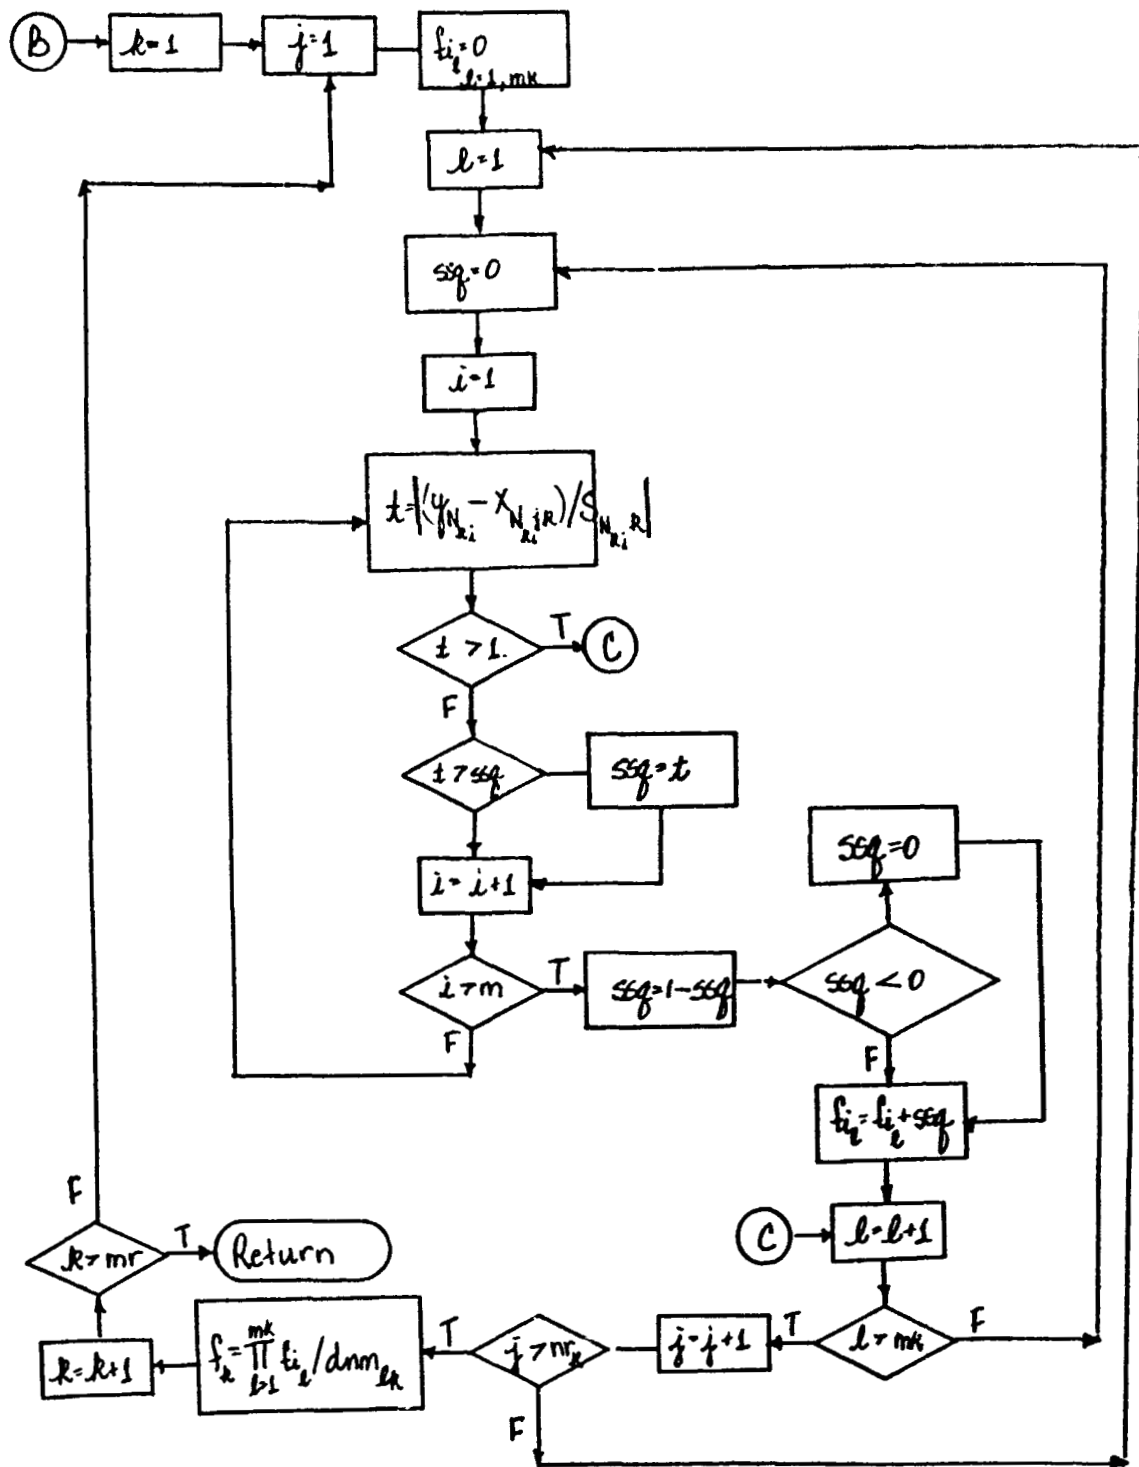 B
k=1
j=1
fi_l=0
l=1, mk
l=1
ssq=0
i=1
t=|(y_{N_{ki}} - x_{N_{ki}jk})/S_{N_{ki}k}|
t > 1.
T
C
F
t > ssq
ssq=t
i=i+1
ssq=0
i>m
T
ssq=1-ssq
ssq < 0
F
F
fi_l=fi_l+ssq
F
k>mr
T
Return
C
l=l+1
k=k+1
f_k=∏_{l=1}^{mk} fi_l/dnm_{lk}
T
j>nr_k
j=j+1
T
l>mk
F
F